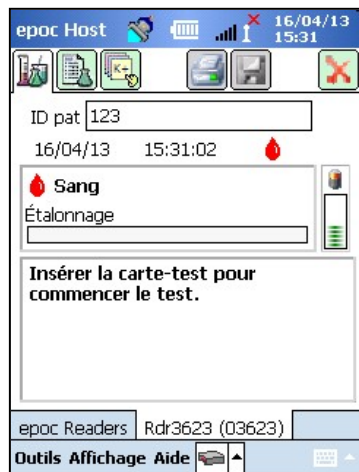 epoc Host 16/04/13
15:31
K+
ID pat 123
16/04/13 15:31:02
Sang
Étalonnage
Insérer la carte-test pour
commencer le test.
epoc Readers Rdr3623 (03623)
Outils Affichage Aide